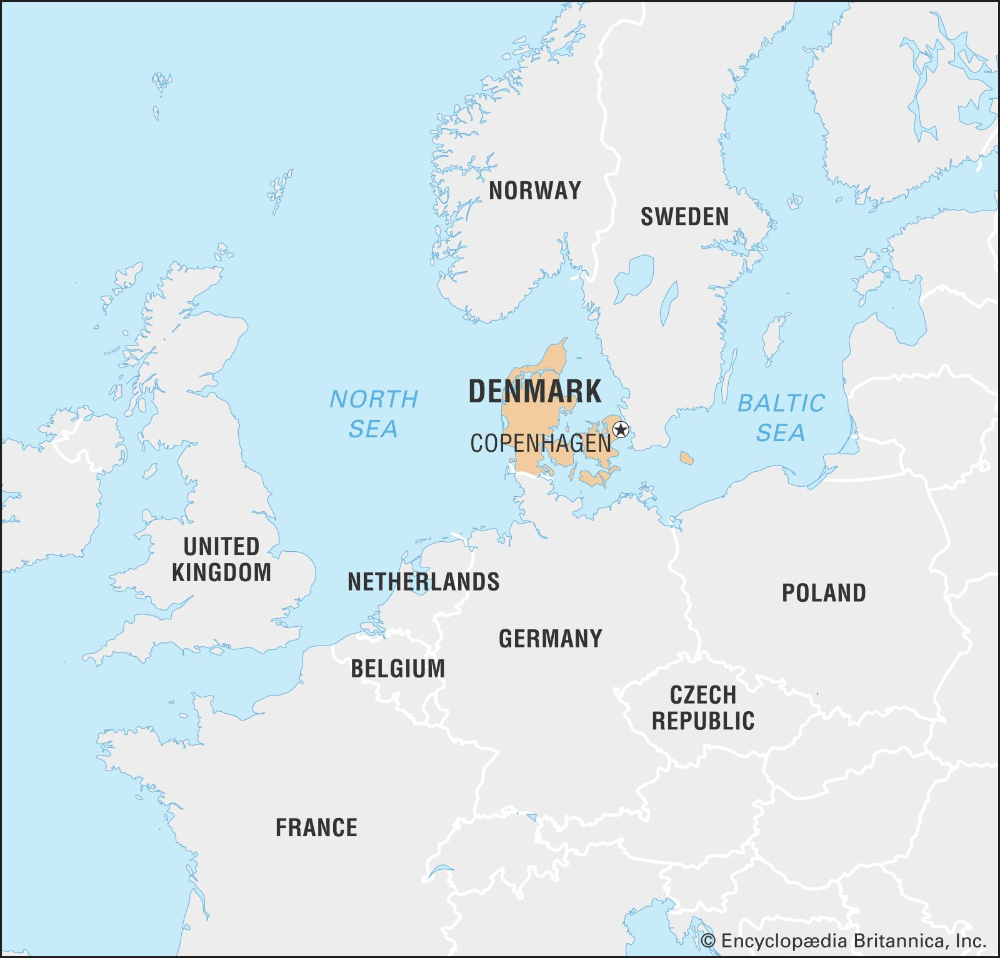 NORWAY
SWEDEN
DENMARK
NORTH
SEA
BALTIC
SEA
COPENHAGEN
UNITED
KINGDOM
NETHERLANDS
POLAND
GERMANY
BELGIUM
CZECH
REPUBLIC
FRANCE
© Encyclopædia Britannica, Inc.